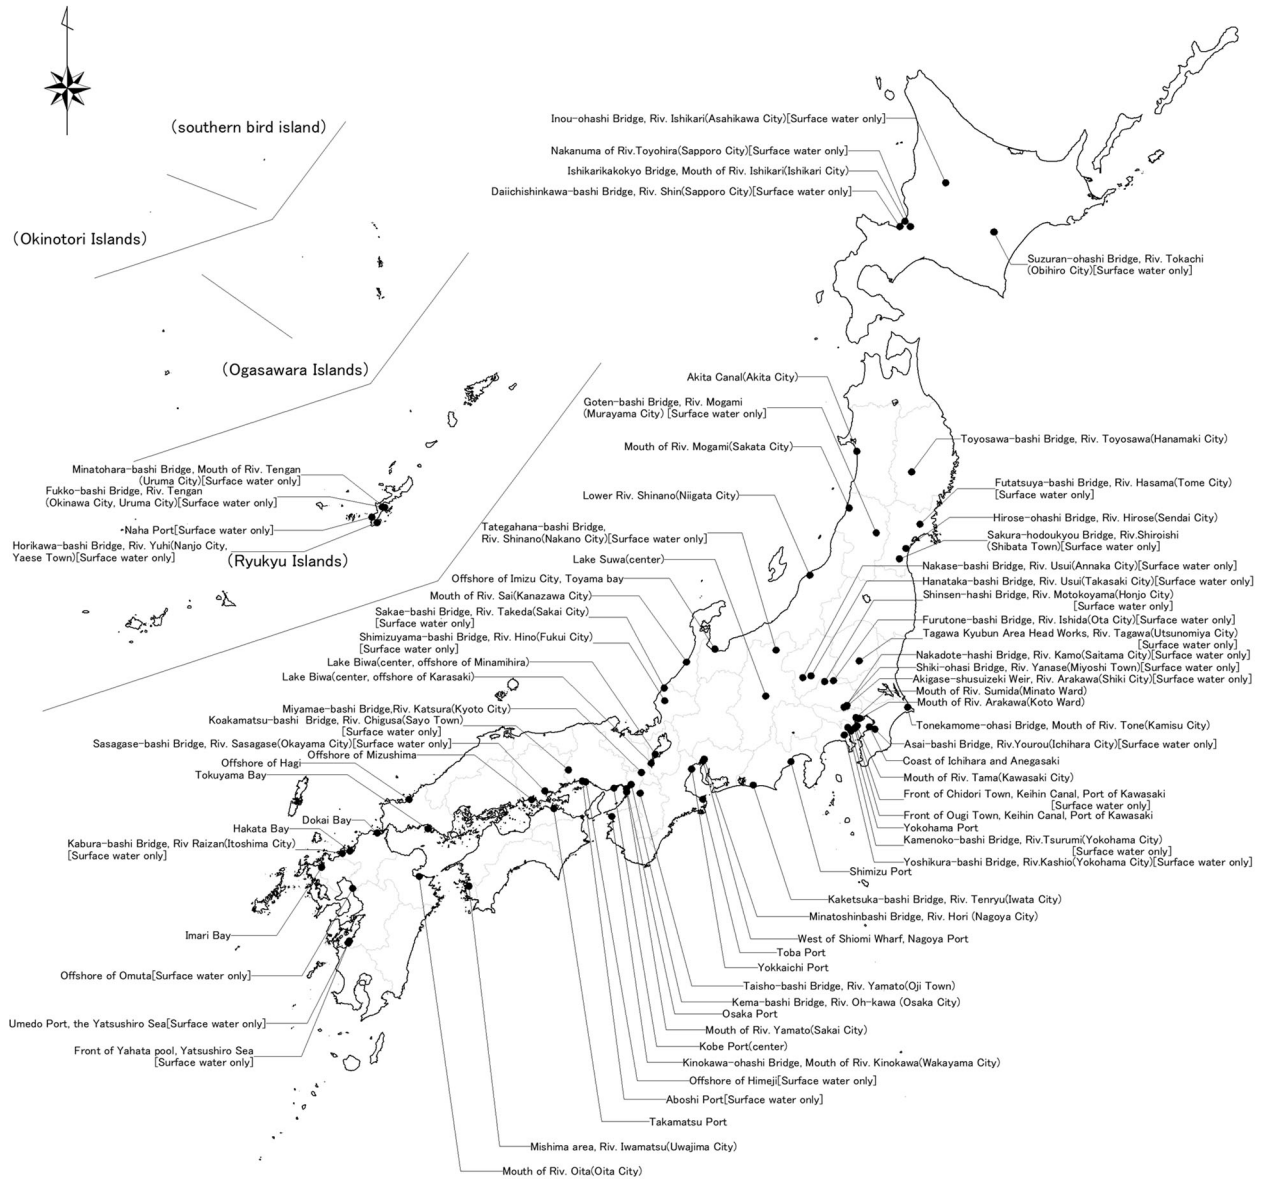 (southern bird island)
(Okinotori Islands)
(Ogasawara Islands)
(Ryukyu Islands)
Inou-ohashi Bridge, Riv. Ishikari(Asahikawa City)[Surface water only]
Nakanuma of Riv.Toyohira(Sapporo City)[Surface water only]
Ishikarikakokyo Bridge, Mouth of Riv. Ishikari(Ishikari City)
Daiichishinkawa-bashi Bridge, Riv. Shin(Sapporo City)[Surface water only]
Suzuran-ohashi Bridge, Riv. Tokachi
(Obihiro City)[Surface water only]
Akita Canal(Akita City)
Goten-bashi Bridge, Riv. Mogami
(Murayama City) [Surface water only]
Mouth of Riv. Mogami(Sakata City)
Lower Riv. Shinano(Niigata City)
Tategahana-bashi Bridge,
Riv. Shinano(Nakano City)[Surface water only]
Lake Suwa(center)
Offshore of Imizu City, Toyama bay
Mouth of Riv. Sai(Kanazawa City)
Sakae-bashi Bridge, Riv. Takeda(Sakai City)
[Surface water only]
Shimizuyama-bashi Bridge, Riv. Hino(Fukui City)
[Surface water only]
Lake Biwa(center, offshore of Minamihira)
Lake Biwa(center, offshore of Karasaki)
Miyamae-bashi Bridge,Riv. Katsura(Kyoto City)
Koakamatsu-bashi Bridge, Riv. Chigusa(Sayo Town)
[Surface water only]
Sasagase-bashi Bridge, Riv. Sasagase(Okayama City)[Surface water only]
Offshore of Mizushima
Offshore of Hagi
Tokuyama Bay
Dokai Bay
Hakata Bay
Kabura-bashi Bridge, Riv Raizan(Itoshima City)
[Surface water only]
Imari Bay
Offshore of Omuta[Surface water only]
Umedo Port, the Yatsushiro Sea[Surface water only]
Front of Yahata pool, Yatsushiro Sea
[Surface water only]
Minatohara-bashi Bridge, Mouth of Riv. Tengan
(Uruma City)[Surface water only]
Fukko-bashi Bridge, Riv. Tengan
(Okinawa City, Uruma City)[Surface water only]
Naha Port[Surface water only]
Horikawa-bashi Bridge, Riv. Yuhi(Nanjo City,
Yaese Town)[Surface water only]
Toyosawa-bashi Bridge, Riv. Toyosawa(Hanamaki City)
Futatsuya-bashi Bridge, Riv. Hasama(Tome City)
[Surface water only]
Hirose-ohashi Bridge, Riv. Hirose(Sendai City)
Sakura-hodoukyou Bridge, Riv.Shiroishi
(Shibata Town)[Surface water only]
Nakase-bashi Bridge, Riv. Usui(Annaka City)[Surface water only]
Hanataka-bashi Bridge, Riv. Usui(Takasaki City)[Surface water only]
Shinsen-hashi Bridge, Riv. Motokoyama(Honjo City)
[Surface water only]
Furutone-bashi Bridge, Riv. Ishida(Ota City)[Surface water only]
Tagawa Kyubun Area Head Works, Riv. Tagawa(Utsunomiya City)
[Surface water only]
Nakadote-hashi Bridge, Riv. Kamo(Saitama City)[Surface water only]
Shiki-ohasi Bridge, Riv. Yanase(Miyoshi Town)[Surface water only]
Akigase-shusuizeki Weir, Riv. Arakawa(Shiki City)[Surface water only]
Mouth of Riv. Sumida(Minato Ward)
Mouth of Riv. Arakawa(Koto Ward)
Tonekamome-ohasi Bridge, Mouth of Riv. Tone(Kamisu City)
Asai-bashi Bridge, Riv.Yourou(Ichihara City)[Surface water only]
Coast of Ichihara and Anegasaki
Mouth of Riv. Tama(Kawasaki City)
Front of Chidori Town, Keihin Canal, Port of Kawasaki
[Surface water only]
Front of Ougi Town, Keihin Canal, Port of Kawasaki
Yokohama Port
Kamenoko-bashi Bridge, Riv.Tsurumi(Yokohama City)
[Surface water only]
Yoshikura-bashi Bridge, Riv.Kashio(Yokohama City)[Surface water only]
Shimizu Port
Kaketsuka-bashi Bridge, Riv. Tenryu(Iwata City)
Minatoshinbashi Bridge, Riv. Hori (Nagoya City)
West of Shiomi Wharf, Nagoya Port
Toba Port
Yokkaichi Port
Taisho-bashi Bridge, Riv. Yamato(Oji Town)
Kema-bashi Bridge, Riv. Oh-kawa (Osaka City)
Osaka Port
Mouth of Riv. Yamato(Sakai City)
Kobe Port(center)
Kinokawa-ohashi Bridge, Mouth of Riv. Kinokawa(Wakayama City)
Offshore of Himeji[Surface water only]
Aboshi Port[Surface water only]
Takamatsu Port
Mishima area, Riv. Iwamatsu(Uwajima City)
Mouth of Riv. Oita(Oita City)